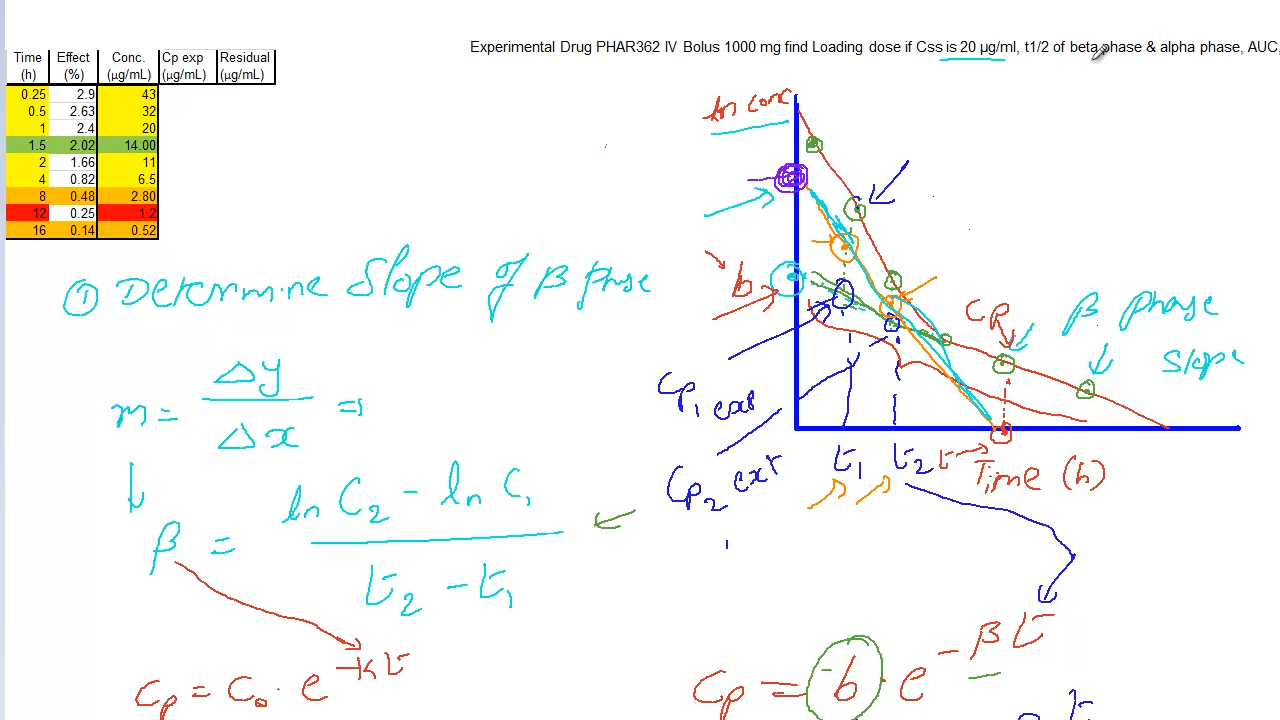 Experimental Drug PHAR362 IV Bolus 1000 mg find Loading dose if Css is 20 µg/ml, t1/2 of beta phase & alpha phase, AUC,
Time (h) Effect (%) Conc. (µg/mL) Cp exp (µg/mL) Residual (µg/mL)
0.25 2.9 43
0.5 2.63 32
1 2.4 20
1.5 2.02 14.00
2 1.66 11
4 0.82 6.5
8 0.48 2.80
12 0.25 1.2
16 0.14 0.52
ln conc
b
CP
β phase
slope
① Determine Slope of β phase
m = Δy / Δx ⇒
Cp1 ext
Cp2 ext
t1 t2 t
Time (h)
β = ln C2 - ln C1 / t2 - t1
Cp = C0 . e^-Kt
Cp = b . e^-βt